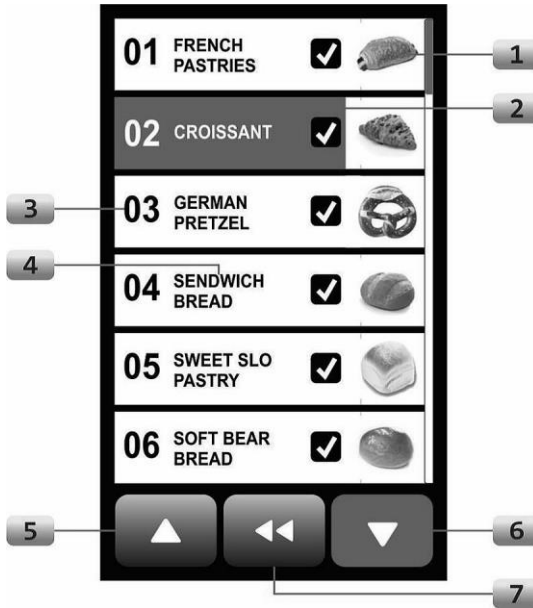 01 FRENCH
PASTRIES
1
2
02 CROISSANT
3
03 GERMAN
PRETZEL
4
04 SENDWICH
BREAD
05 SWEET SLO
PASTRY
06 SOFT BEAR
BREAD
5
6
7